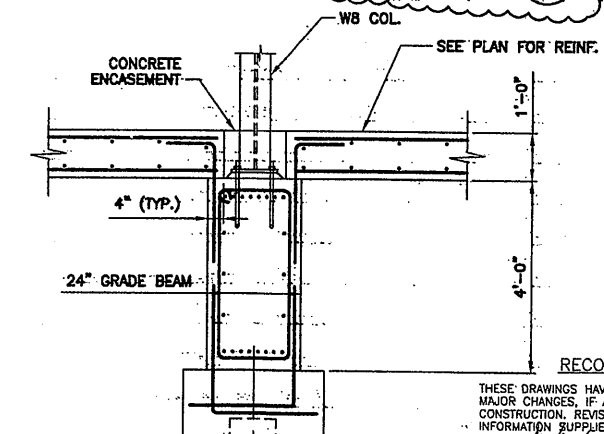 W8 COL.
SEE PLAN FOR REINF.
CONCRETE
ENCASEMENT
1'-0"
4" (TYP.)
24" GRADE BEAM
4'-0"
RECO
THESE DRAWINGS HAV
MAJOR CHANGES, IF
CONSTRUCTION. REVIS
INFORMATION SUPPLIE